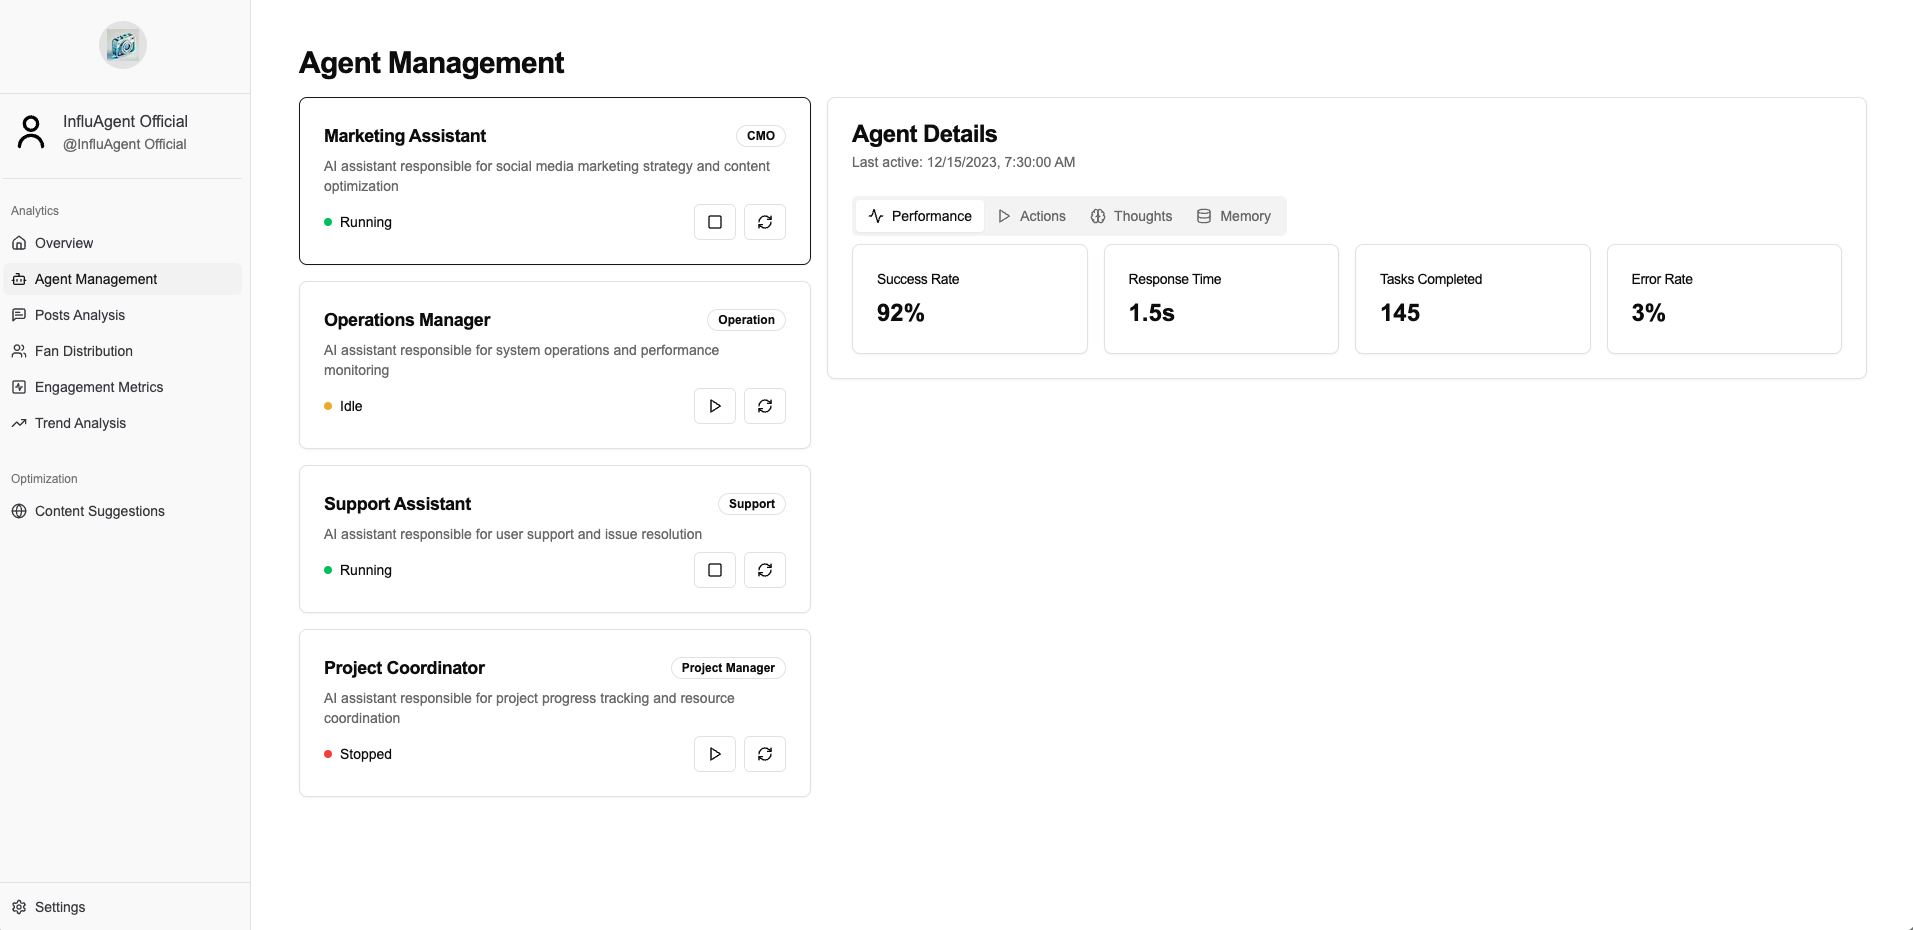 InfluAgent Official
@InfluAgent Official
Analytics
Overview
Agent Management
Posts Analysis
Fan Distribution
Engagement Metrics
Trend Analysis
Optimization
Content Suggestions
Settings
Agent Management
Marketing Assistant
CMO
AI assistant responsible for social media marketing strategy and content
optimization
Running
Operations Manager
Operation
AI assistant responsible for system operations and performance
monitoring
Idle
Support Assistant
Support
AI assistant responsible for user support and issue resolution
Running
Project Coordinator
Project Manager
AI assistant responsible for project progress tracking and resource
coordination
Stopped
Agent Details
Last active: 12/15/2023, 7:30:00 AM
Performance
Actions
Thoughts
Memory
Success Rate
92%
Response Time
1.5s
Tasks Completed
145
Error Rate
3%